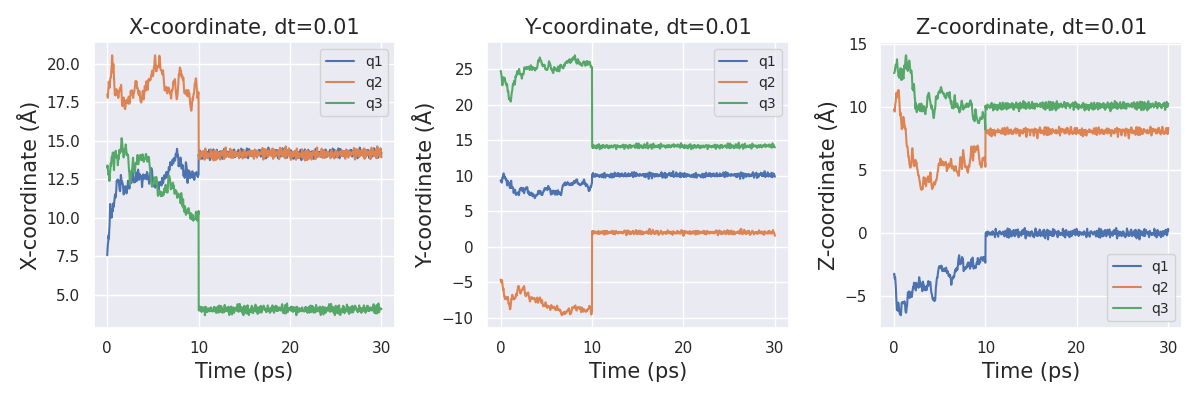 X-coordinate, dt=0.01
X-coordinate (Å)
20.0
17.5
15.0
12.5
10.0
7.5
5.0
0
10
20
30
Time (ps)
q1
q2
q3
Y-coordinate, dt=0.01
Y-coordinate (Å)
25
20
15
10
5
0
−5
−10
0
10
20
30
Time (ps)
q1
q2
q3
Z-coordinate, dt=0.01
Z-coordinate (Å)
15
10
5
0
−5
0
10
20
30
Time (ps)
q1
q2
q3